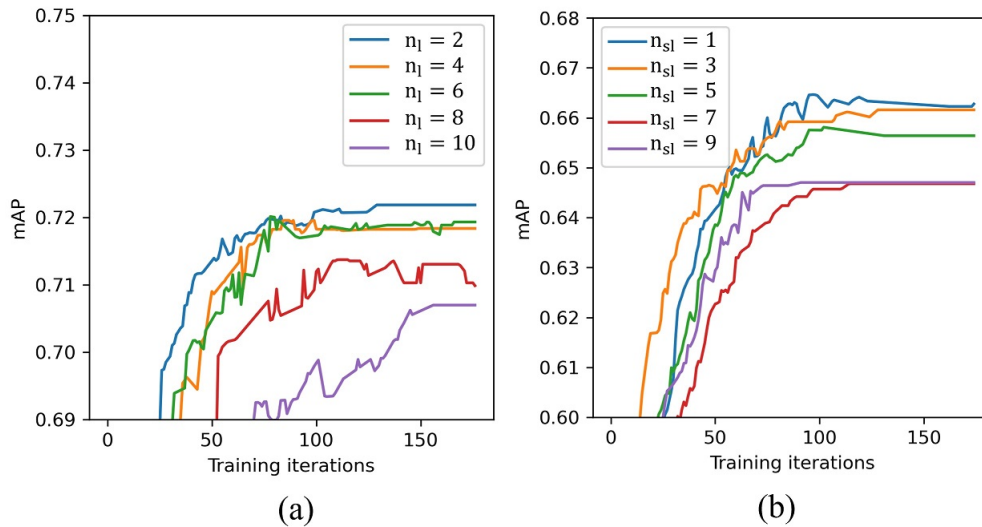 0.75
0.74
0.73
0.72
0.71
0.70
0.69
mAP
0
50
100
150
Training iterations
n_l = 2
n_l = 4
n_l = 6
n_l = 8
n_l = 10
(a)
0.68
0.67
0.66
0.65
0.64
0.63
0.62
0.61
0.60
mAP
0
50
100
150
Training iterations
n_sl = 1
n_sl = 3
n_sl = 5
n_sl = 7
n_sl = 9
(b)